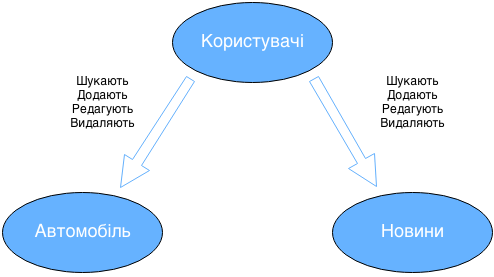 Користувачі
Шукають
Додають
Редагують
Видаляють
Шукають
Додають
Редагують
Видаляють
Автомобіль
Новини